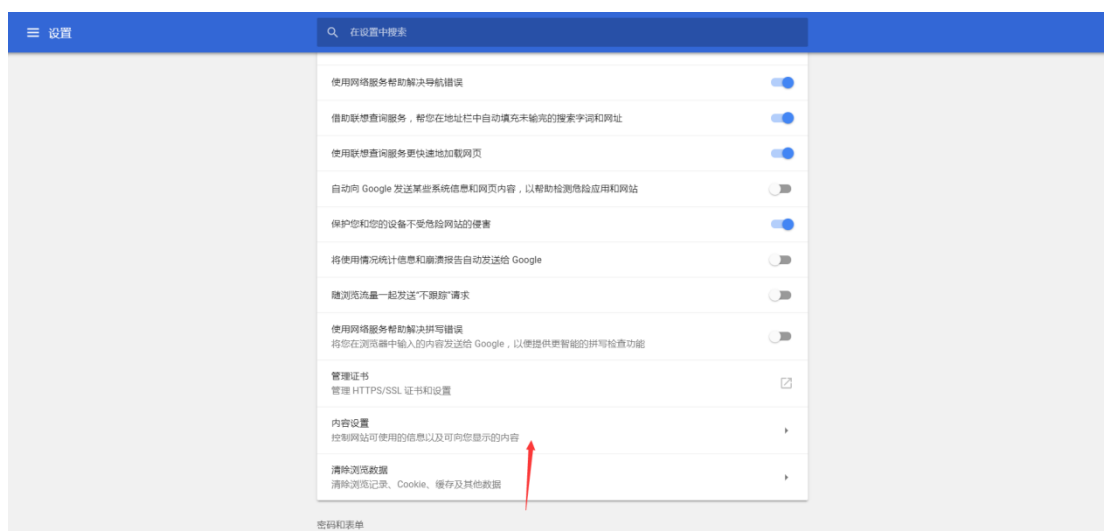 设置
在设置中搜索
使用网络服务帮助解决导航错误
借助联想查询服务，帮您在地址栏中自动填充未输完的搜索字词和网址
使用联想查询服务更快速地加载网页
自动向 Google 发送某些系统信息和网页内容，以帮助检测危险应用和网站
保护您和您的设备不受危险网站的侵害
将使用情况统计信息和崩溃报告自动发送给 Google
随浏览流量一起发送“不跟踪”请求
使用网络服务帮助解决拼写错误
将您在浏览器中输入的内容发送给 Google，以便提供更智能的拼写检查功能
管理证书
管理 HTTPS/SSL 证书和设置
内容设置
控制网站可使用的信息以及可向您显示的内容
清除浏览数据
清除浏览记录、Cookie、缓存及其他数据
密码和表单